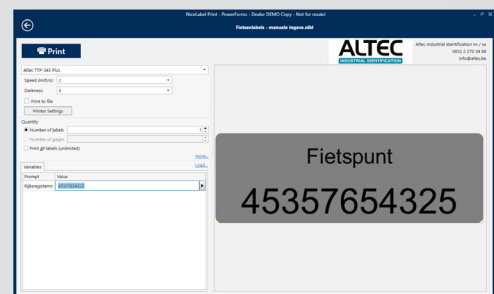 NiceLabel Print - PowerForms - Dealer DEMO Copy - Not for resale!
Fietsenlabels - manuele ingave.nlbl
Print
ALTEC
INDUSTRIAL IDENTIFICATION
Altec industrial identification nv / sa
0032 2 270 34 88
info@altec.be
Altec TTP-343 Plus
Speed (inch/s): 2
Darkness: 8
Print to file
Printer Settings
Quantity
Number of labels 1
Number of pages
Print all labels (unlimited)
More...
Variables
Load...
Prompt Value
45357654325
Fietspunt
45357654325